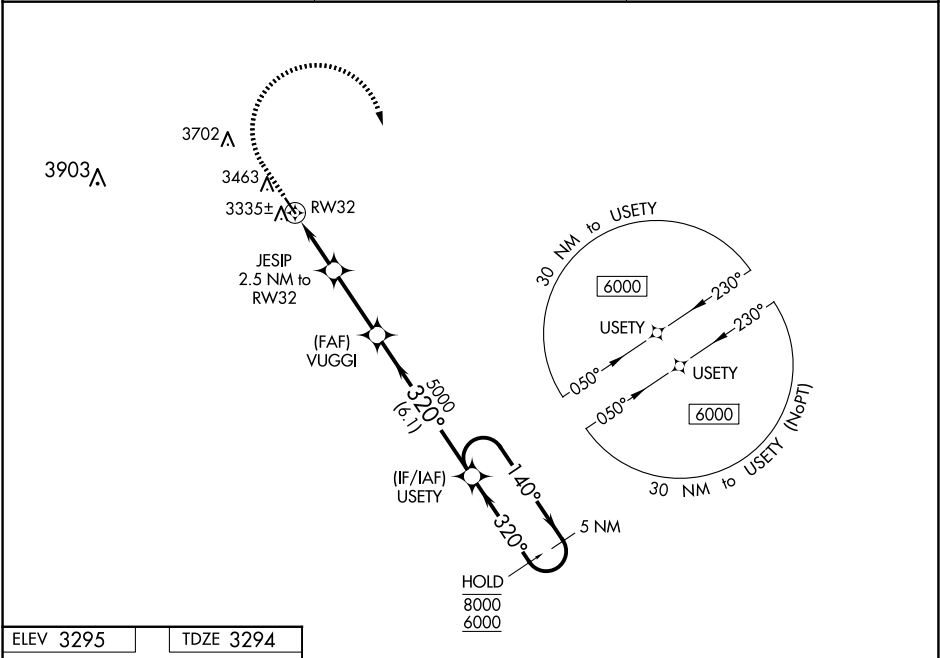 3702
3903
3463
3335±
RW32
JESIP
2.5 NM to
RW32
(FAF)
VUGGI
5000
320°
(6.1)
(IF/IAF)
USETY
140°
320°
5 NM
HOLD
8000
6000
30 NM to USETY
6000
230°
USETY
050°
230°
USETY
050°
6000
30 NM to USETY (NoPT)
ELEV 3295
TDZE 3294